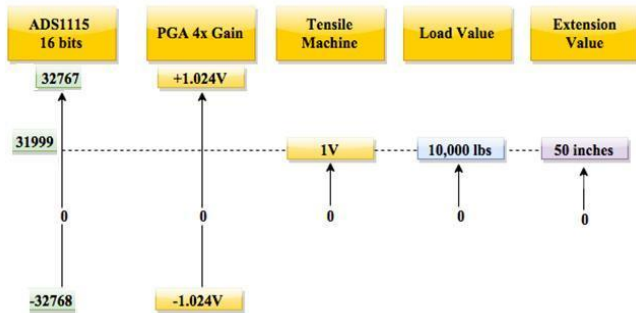 ADS1115
16 bits
PGA 4x Gain
Tensile
Machine
Load Value
Extension
Value
32767
+1.024V
31999
1V
10,000 lbs
50 inches
0
0
0
0
0
-32768
-1.024V